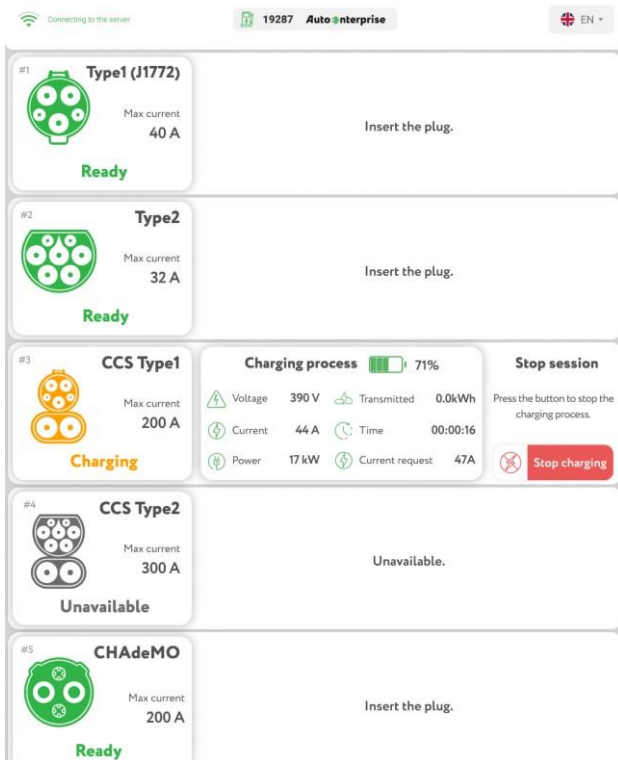 Connecting to the server
19287 Autoenterprise
EN
#1 Type1 (J1772)
Max current
40 A
Ready
Insert the plug.
#2 Type2
Max current
32 A
Ready
Insert the plug.
#3 CCS Type1
Max current
200 A
Charging
Charging process 71%
Voltage 390 V Transmitted 0.0kWh
Current 44 A Time 00:00:16
Power 17 kW Current request 47A
Stop session
Press the button to stop the
charging process.
Stop charging
#4 CCS Type2
Max current
300 A
Unavailable
Unavailable.
#5 CHAdeMO
Max current
200 A
Ready
Insert the plug.